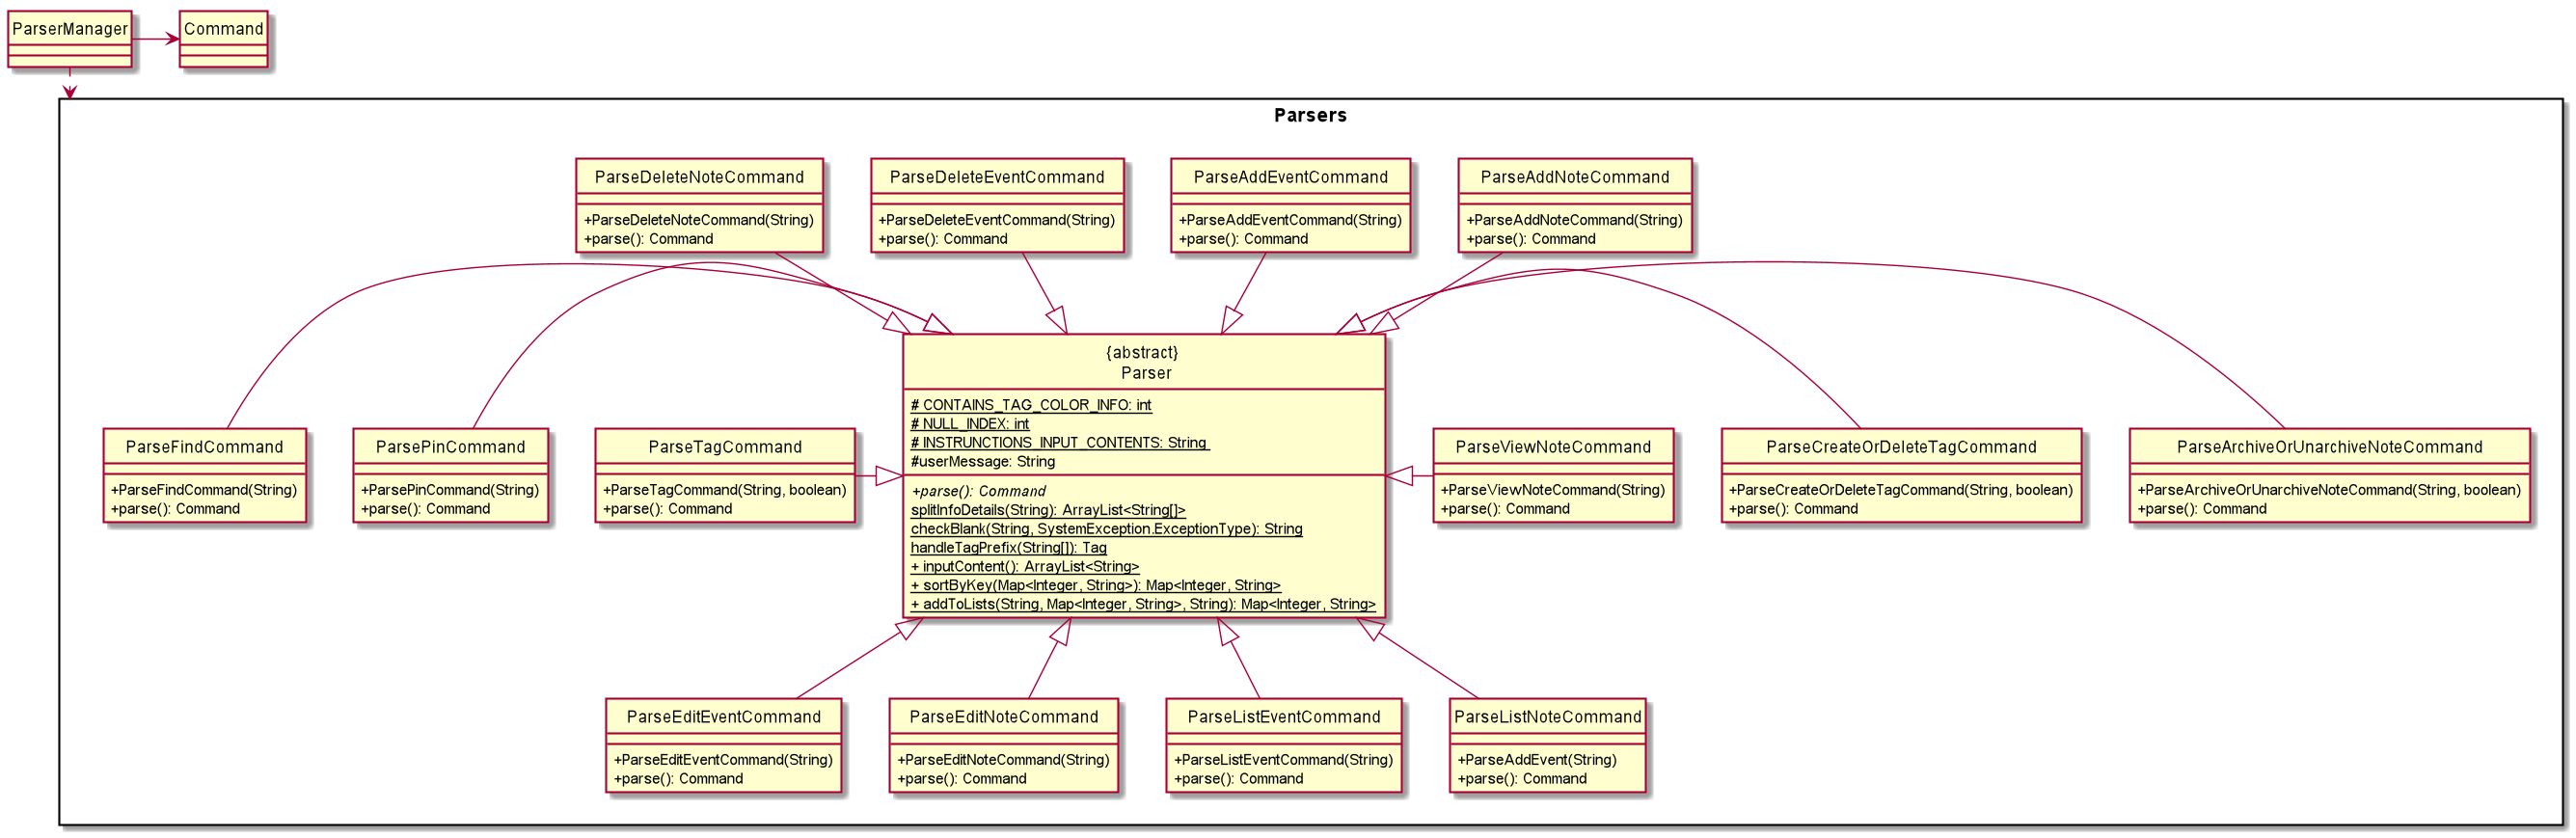 ParserManager
Command
Parsers
ParseDeleteNoteCommand
+ParseDeleteNoteCommand(String)
+parse(): Command
ParseDeleteEventCommand
+ParseDeleteEventCommand(String)
+parse(): Command
ParseAddEventCommand
+ParseAddEventCommand(String)
+parse(): Command
ParseAddNoteCommand
+ParseAddNoteCommand(String)
+parse(): Command
ParseFindCommand
+ParseFindCommand(String)
+parse(): Command
ParsePinCommand
+ParsePinCommand(String)
+parse(): Command
ParseTagCommand
+ParseTagCommand(String, boolean)
+parse(): Command
{abstract}
Parser
# CONTAINS_TAG_COLOR_INFO: int
# NULL_INDEX: int
# INSTRUNCTIONS_INPUT_CONTENTS: String
#userMessage: String
+parse(): Command
splitInfoDetails(String): ArrayList<String[]>
checkBlank(String, SystemException.ExceptionType): String
handleTagPrefix(String[]): Tag
+ inputContent(): ArrayList<String>
+ sortByKey(Map<Integer, String>): Map<Integer, String>
+ addToLists(String, Map<Integer, String>, String): Map<Integer, String>
ParseViewNoteCommand
+ParseViewNoteCommand(String)
+parse(): Command
ParseCreateOrDeleteTagCommand
+ParseCreateOrDeleteTagCommand(String, boolean)
+parse(): Command
ParseArchiveOrUnarchiveNoteCommand
+ParseArchiveOrUnarchiveNoteCommand(String, boolean)
+parse(): Command
ParseEditEventCommand
+ParseEditEventCommand(String)
+parse(): Command
ParseEditNoteCommand
+ParseEditNoteCommand(String)
+parse(): Command
ParseListEventCommand
+ParseListEventCommand(String)
+parse(): Command
ParseListNoteCommand
+ParseAddEvent(String)
+parse(): Command